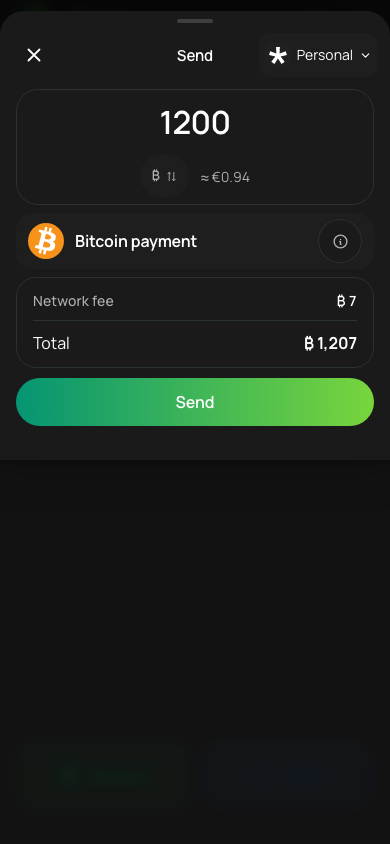 Send
Personal
1200
₿
≈ €0.94
Bitcoin payment
Network fee
₿ 7
Total
₿ 1,207
Send